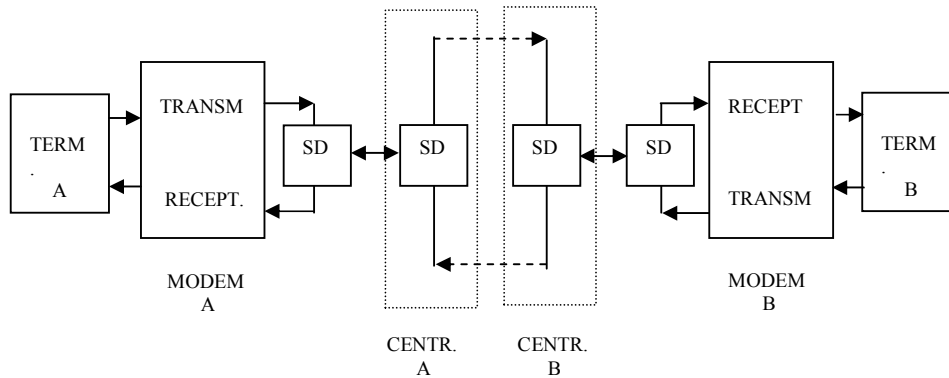 TERM
.
A
TRANSM
RECEPT.
MODEM
A
SD
SD
CENTR.
A
SD
CENTR.
B
SD
RECEPT
TRANSM
MODEM
B
TERM
.
B